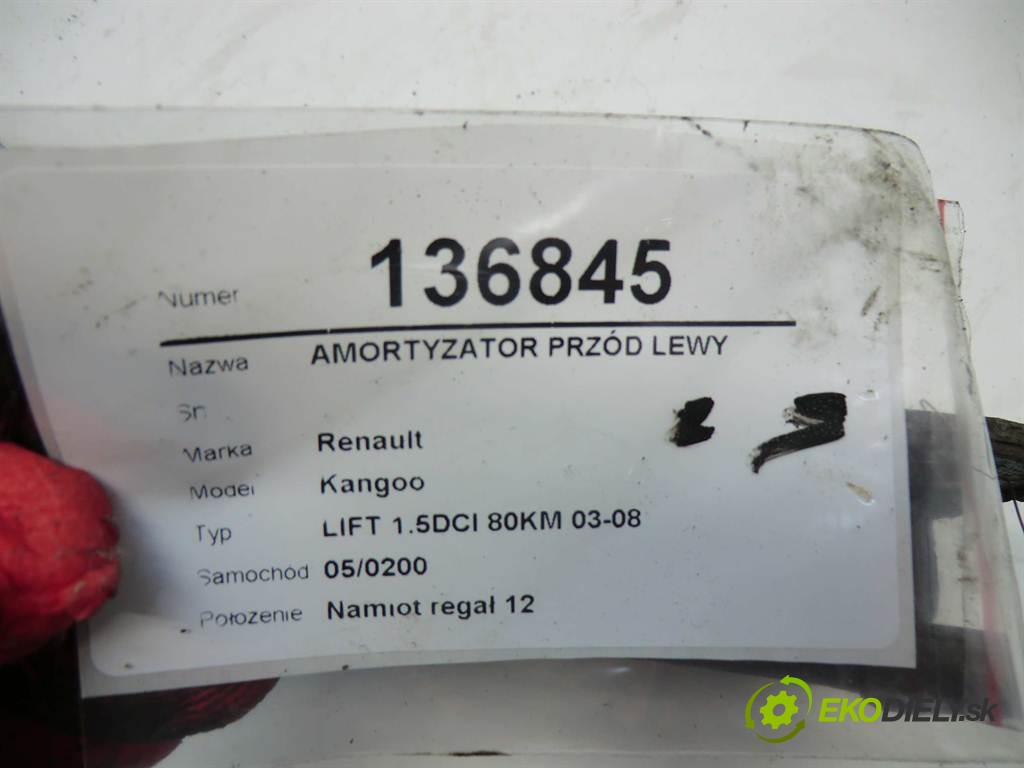 Numer 136845
Nazwa AMORTYZATOR PRZÓD LEWY
Sn
Marka Renault
Model Kangoo
Typ LIFT 1.5DCI 80KM 03-08
Samochód 05/0200
Położenie Namiot regał 12
EKODIELY.sk